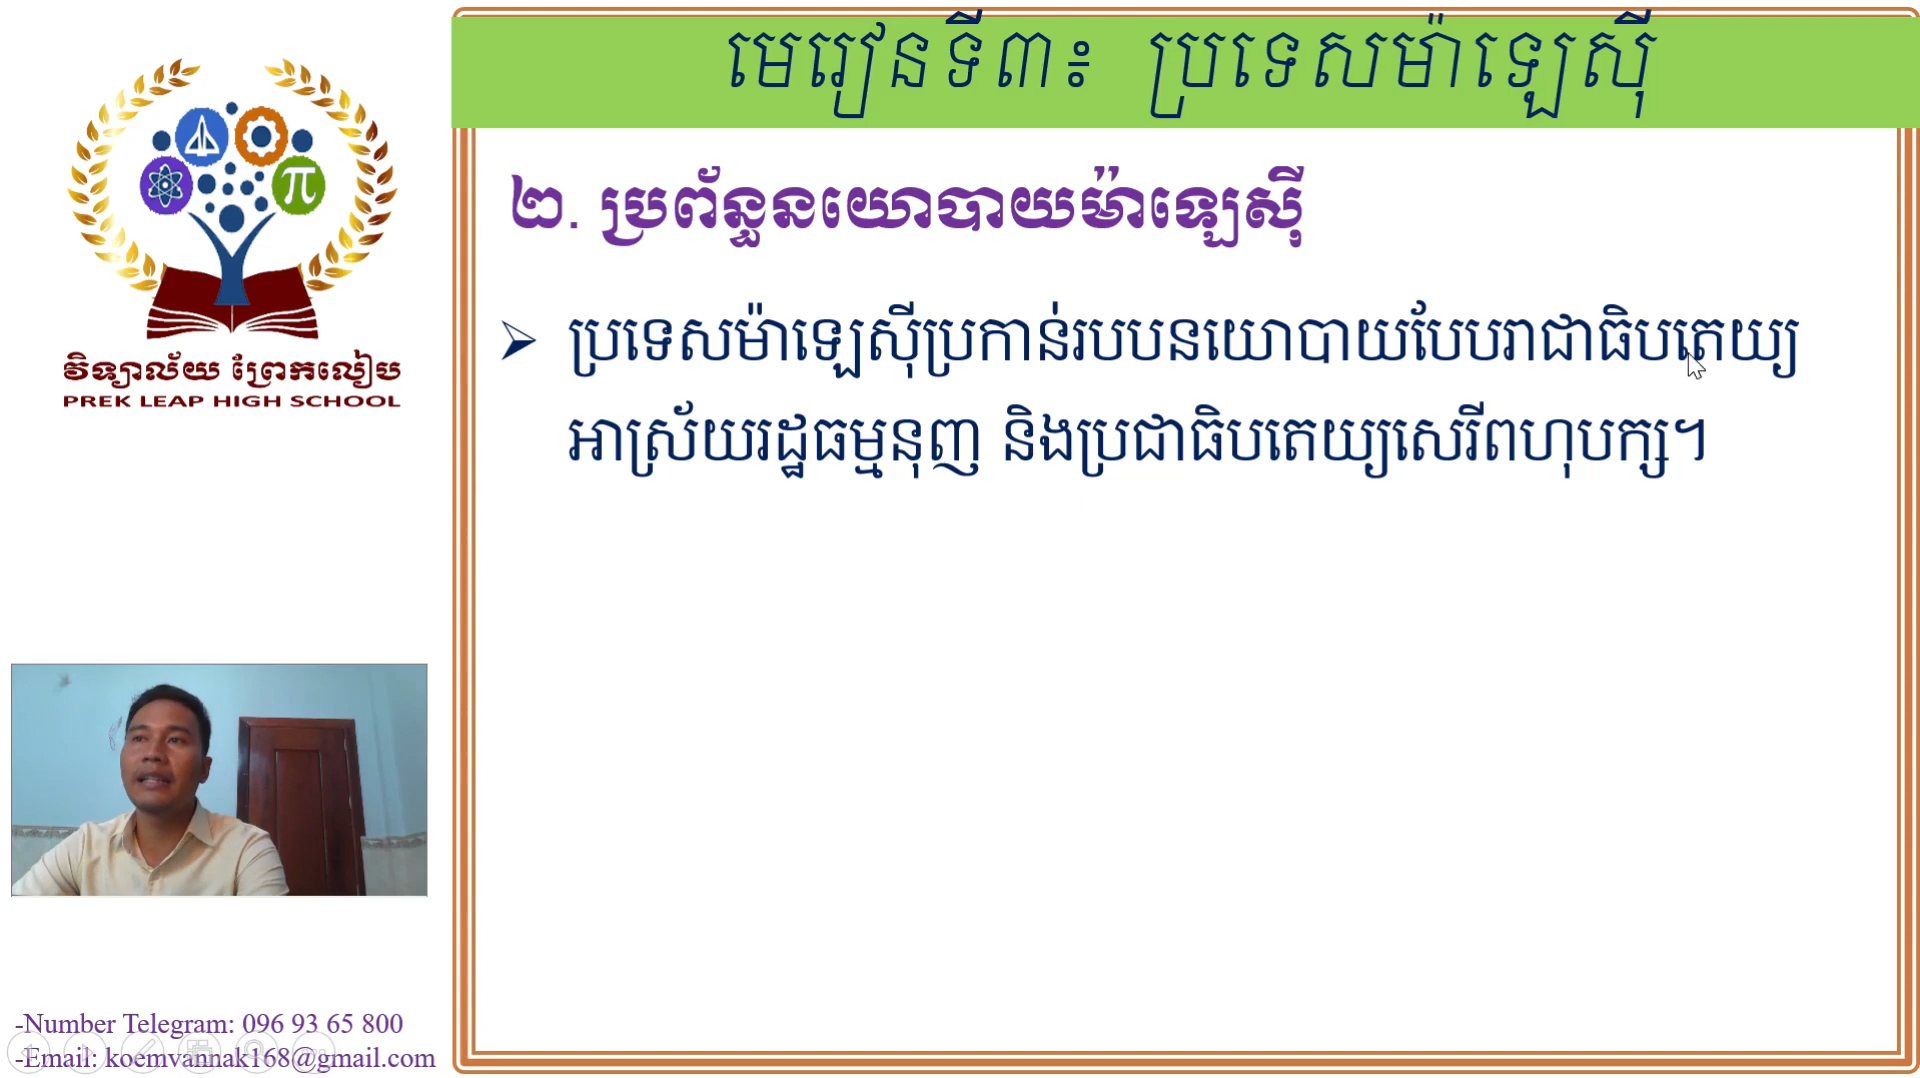 មេរៀនទី៣៖ ប្រទេសម៉ាឡេស៊ី
២. ប្រព័ន្ធនយោបាយម៉ាឡេស៊ី
ប្រទេសម៉ាឡេស៊ីប្រកាន់របបនយោបាយបែបរាជាធិបតេយ្យ
អាស្រ័យរដ្ឋធម្មនុញ និងប្រជាធិបតេយ្យសេរីពហុបក្ស។
វិទ្យាល័យ ព្រែកលៀប
PREK LEAP HIGH SCHOOL
-Number Telegram: 096 93 65 800
-Email: koemvannak168@gmail.com